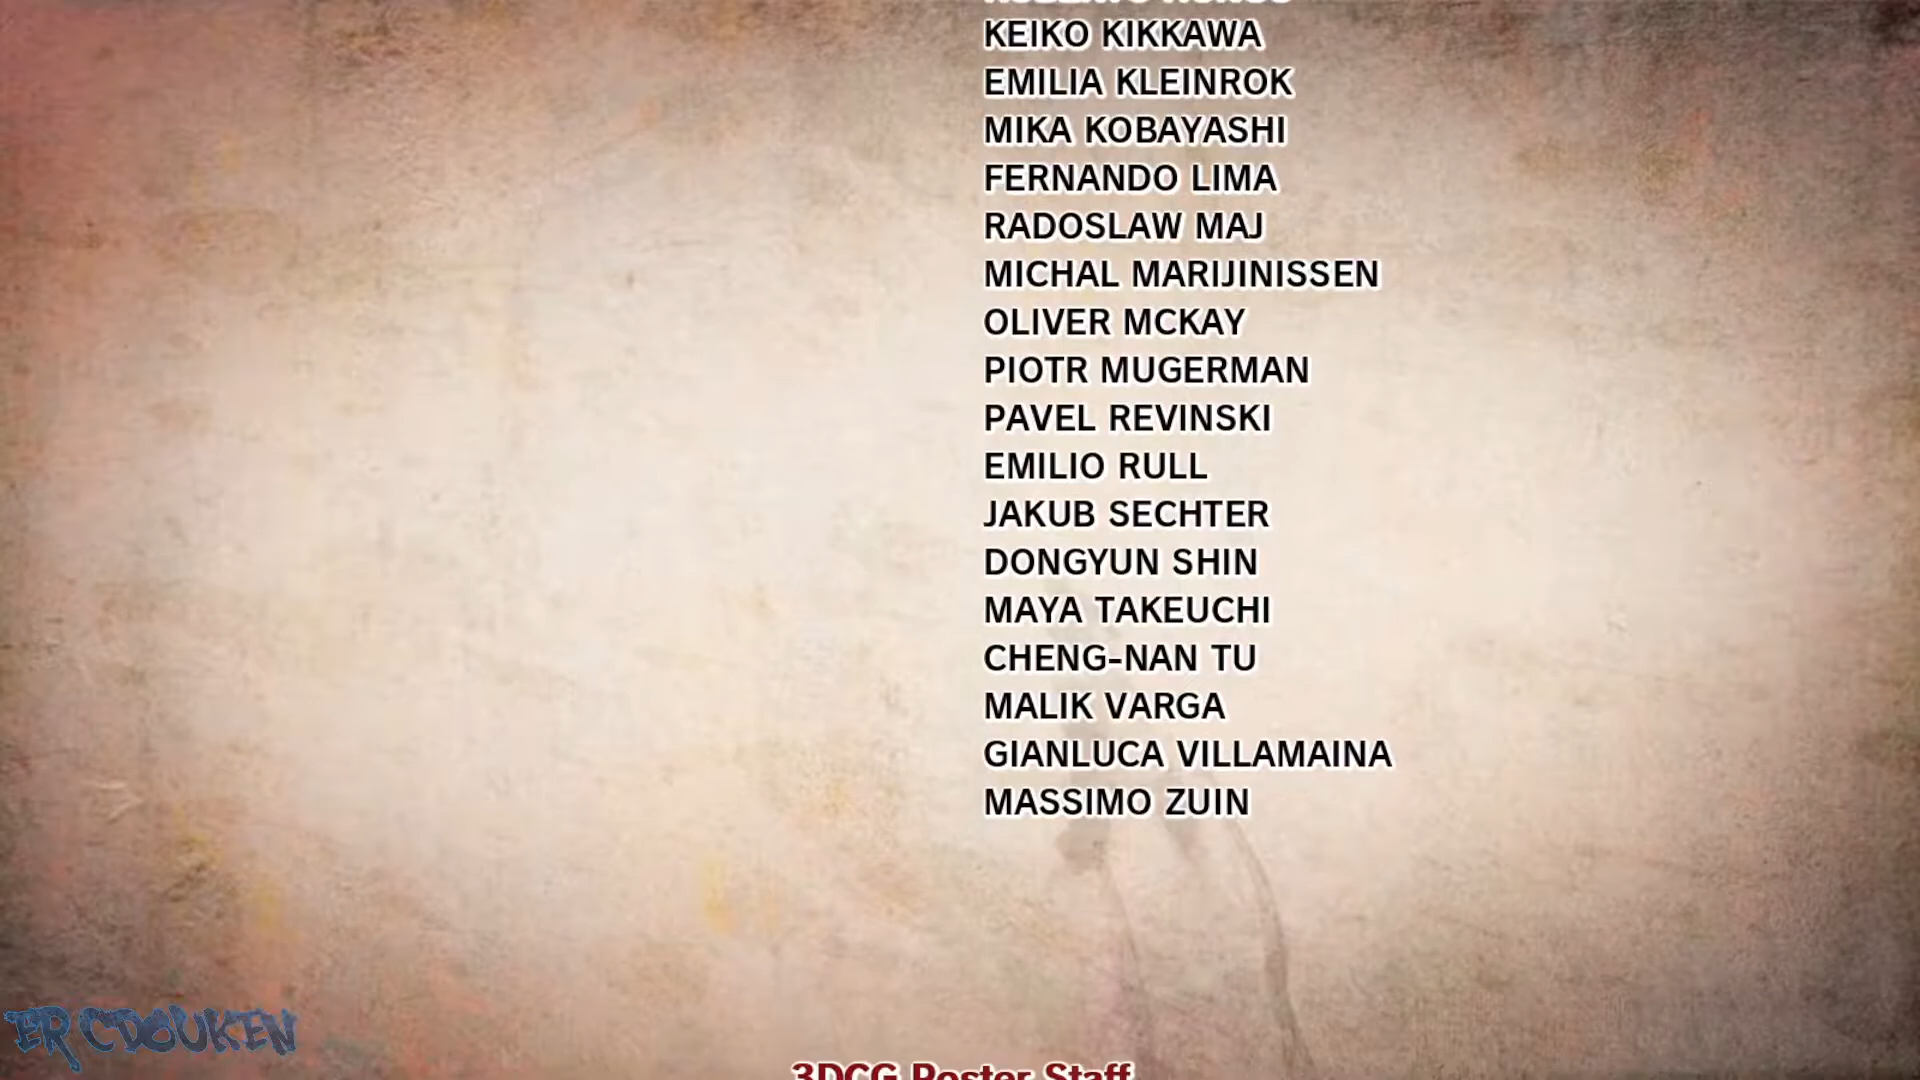 KEIKO KIKKAWA
EMILIA KLEINROK
MIKA KOBAYASHI
FERNANDO LIMA
RADOSLAW MAJ
MICHAL MARIJINISSEN
OLIVER MCKAY
PIOTR MUGERMAN
PAVEL REVINSKI
EMILIO RULL
JAKUB SECHTER
DONGYUN SHIN
MAYA TAKEUCHI
CHENG-NAN TU
MALIK VARGA
GIANLUCA VILLAMAINA
MASSIMO ZUIN
ERCDOUKEN
3DCG Poster Staff